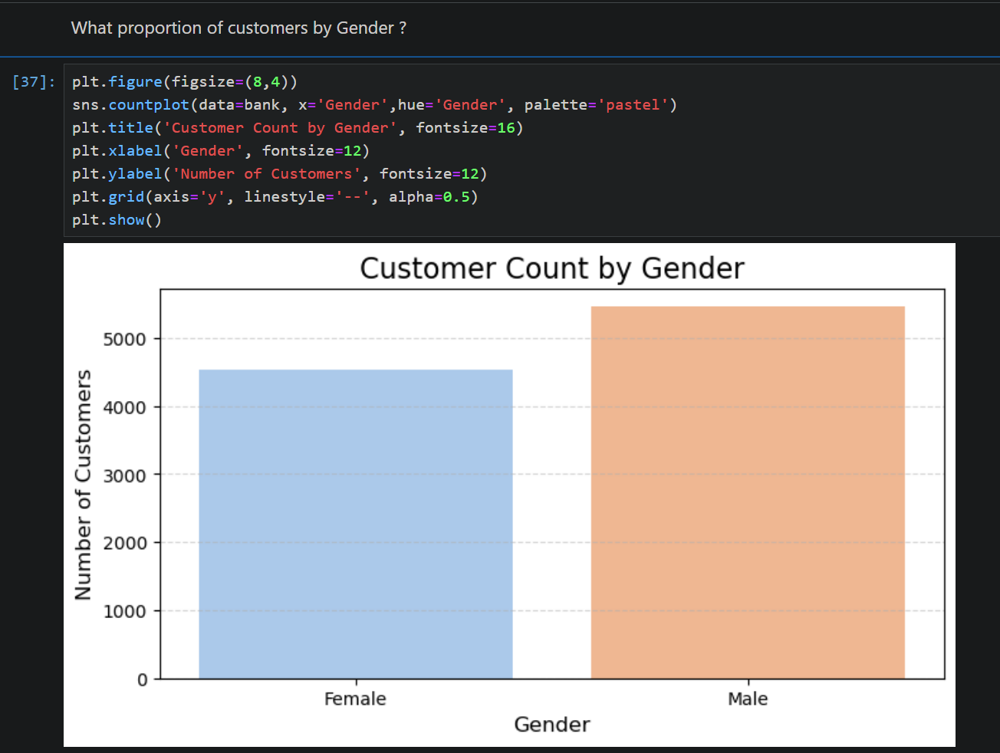 What proportion of customers by Gender ?
[37]:
plt.figure(figsize=(8,4))
sns.countplot(data=bank, x='Gender',hue='Gender', palette='pastel')
plt.title('Customer Count by Gender', fontsize=16)
plt.xlabel('Gender', fontsize=12)
plt.ylabel('Number of Customers', fontsize=12)
plt.grid(axis='y', linestyle='--', alpha=0.5)
plt.show()
Customer Count by Gender
Number of Customers
5000
4000
3000
2000
1000
0
Female Male
Gender